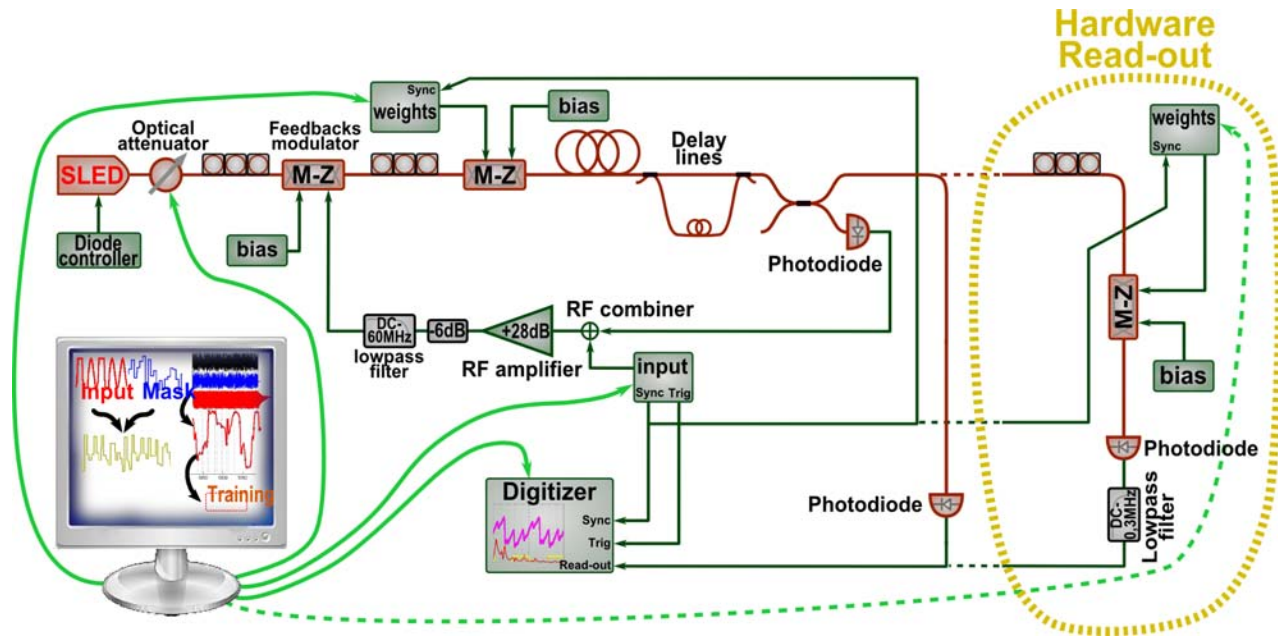 Hardware
Read-out
Sync
weights
bias
Optical
attenuator
Feedbacks
modulator
Delay
lines
weights
Sync
SLED
M-Z
M-Z
Diode
controller
bias
Photodiode
M-Z
RF combiner
DC-
60MHz
-6dB
+28dB
lowpass
filter
RF amplifier
input
Sync Trig
bias
Input Mask
Training
Photodiode
Digitizer
Sync
Trig
Read-out
Photodiode
DC-
0,3MHz
Lowpass
filter